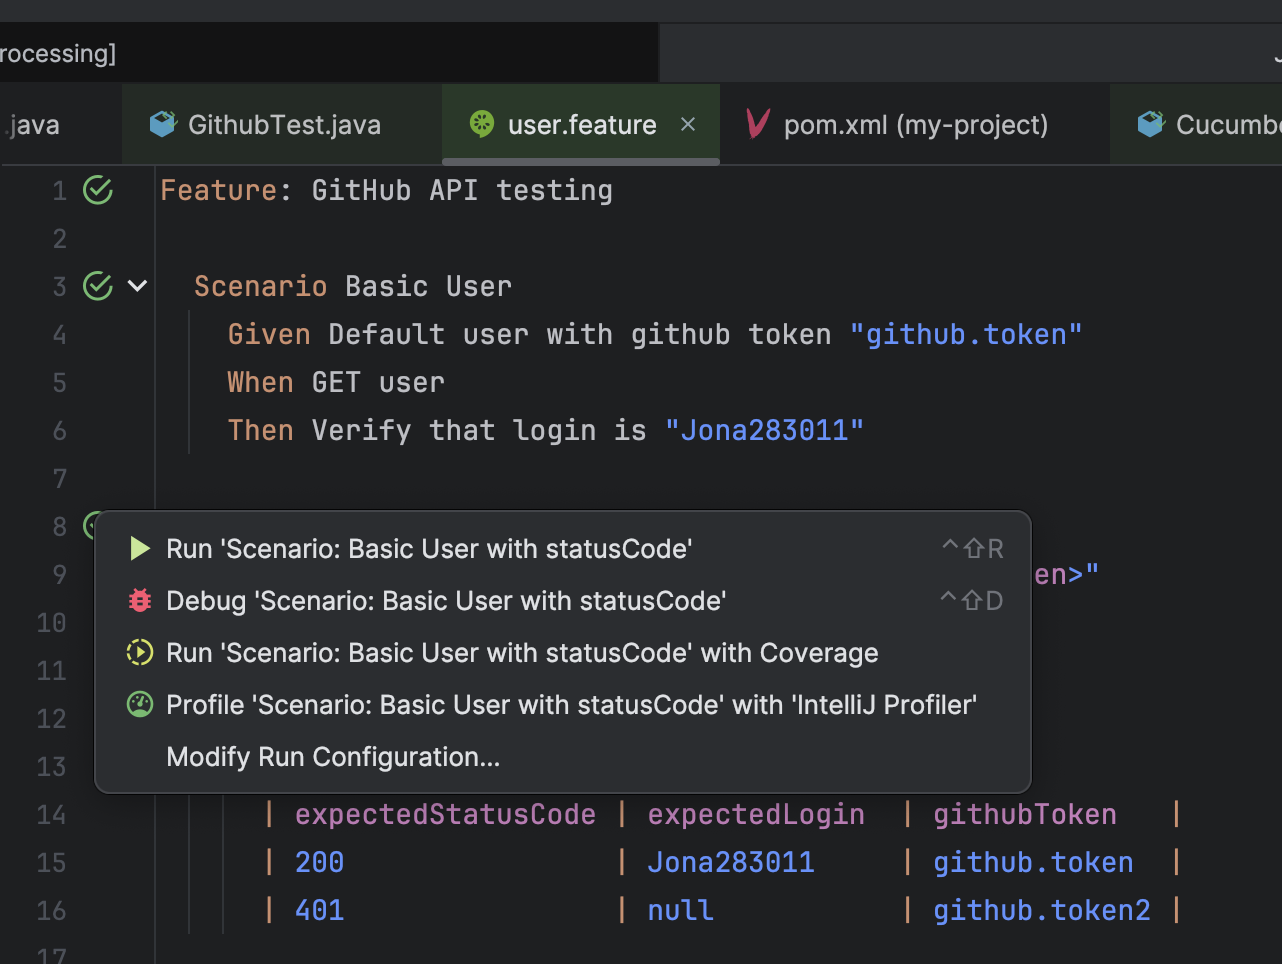 rocessing]
.java GithubTest.java user.feature × pom.xml (my-project) Cucumbe
1 Feature: GitHub API testing
2
3 Scenario Basic User
4 Given Default user with github token "github.token"
5 When GET user
6 Then Verify that login is "Jona283011"
7
8
Run 'Scenario: Basic User with statusCode' ^⇧R
9 en>"
Debug 'Scenario: Basic User with statusCode' ^⇧D
10
Run 'Scenario: Basic User with statusCode' with Coverage
11
12
Profile 'Scenario: Basic User with statusCode' with 'IntelliJ Profiler'
13
Modify Run Configuration...
14 | expectedStatusCode | expectedLogin | githubToken |
15 | 200 | Jona283011 | github.token |
16 | 401 | null | github.token2 |
17